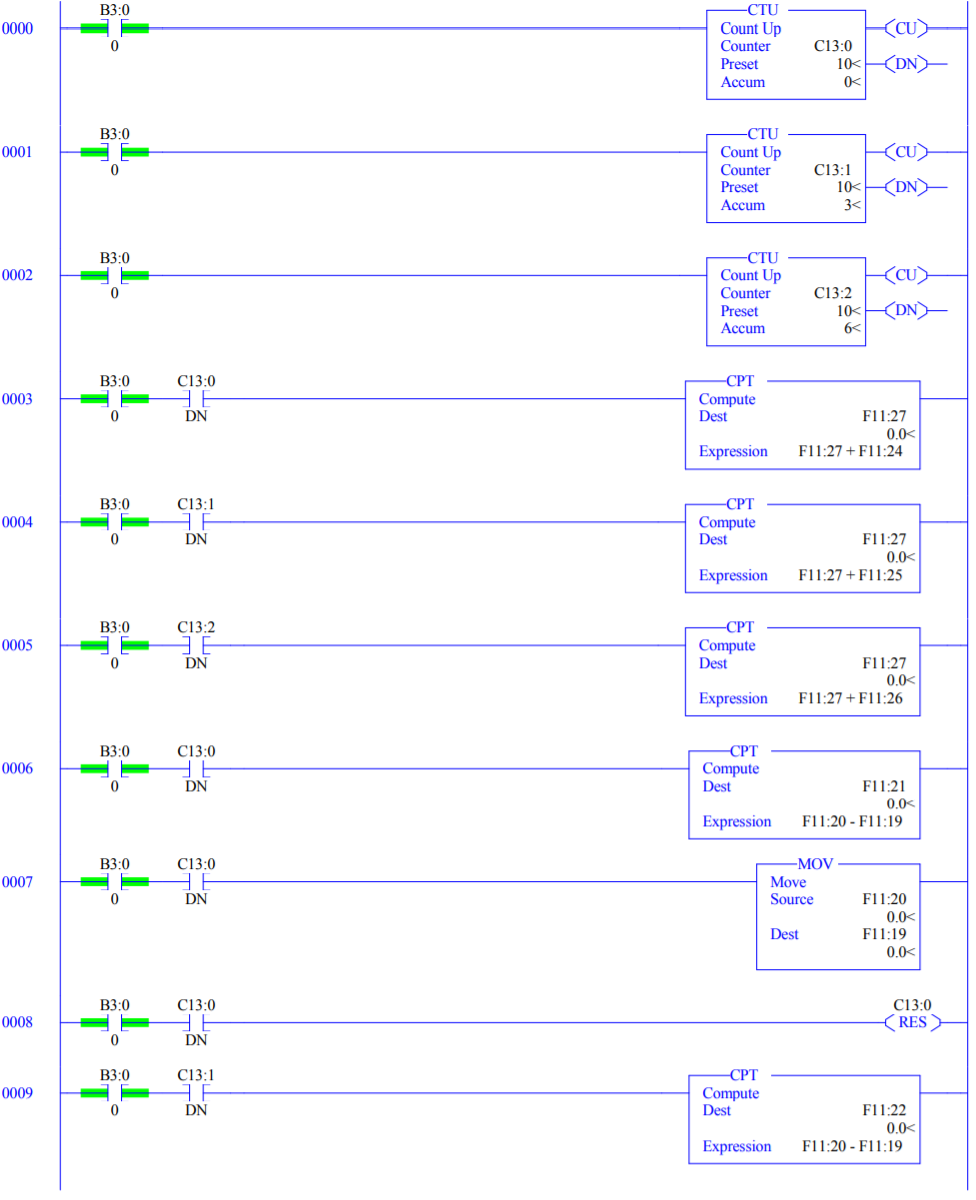 B3:0 CTU
0000 Count Up (CU)
0 Counter C13:0
Preset 10< (DN)
Accum 0<
B3:0 CTU
0001 Count Up (CU)
0 Counter C13:1
Preset 10< (DN)
Accum 3<
B3:0 CTU
0002 Count Up (CU)
0 Counter C13:2
Preset 10< (DN)
Accum 6<
B3:0 C13:0 CPT
0003 Compute
0 DN Dest F11:27
0.0<
Expression F11:27 + F11:24
B3:0 C13:1 CPT
0004 Compute
0 DN Dest F11:27
0.0<
Expression F11:27 + F11:25
B3:0 C13:2 CPT
0005 Compute
0 DN Dest F11:27
0.0<
Expression F11:27 + F11:26
B3:0 C13:0 CPT
0006 Compute
0 DN Dest F11:21
0.0<
Expression F11:20 - F11:19
B3:0 C13:0 MOV
0007 Move
0 DN Source F11:20
0.0<
Dest F11:19
0.0<
B3:0 C13:0 C13:0
0008 RES
0 DN
B3:0 C13:1 CPT
0009 Compute
0 DN Dest F11:22
0.0<
Expression F11:20 - F11:19